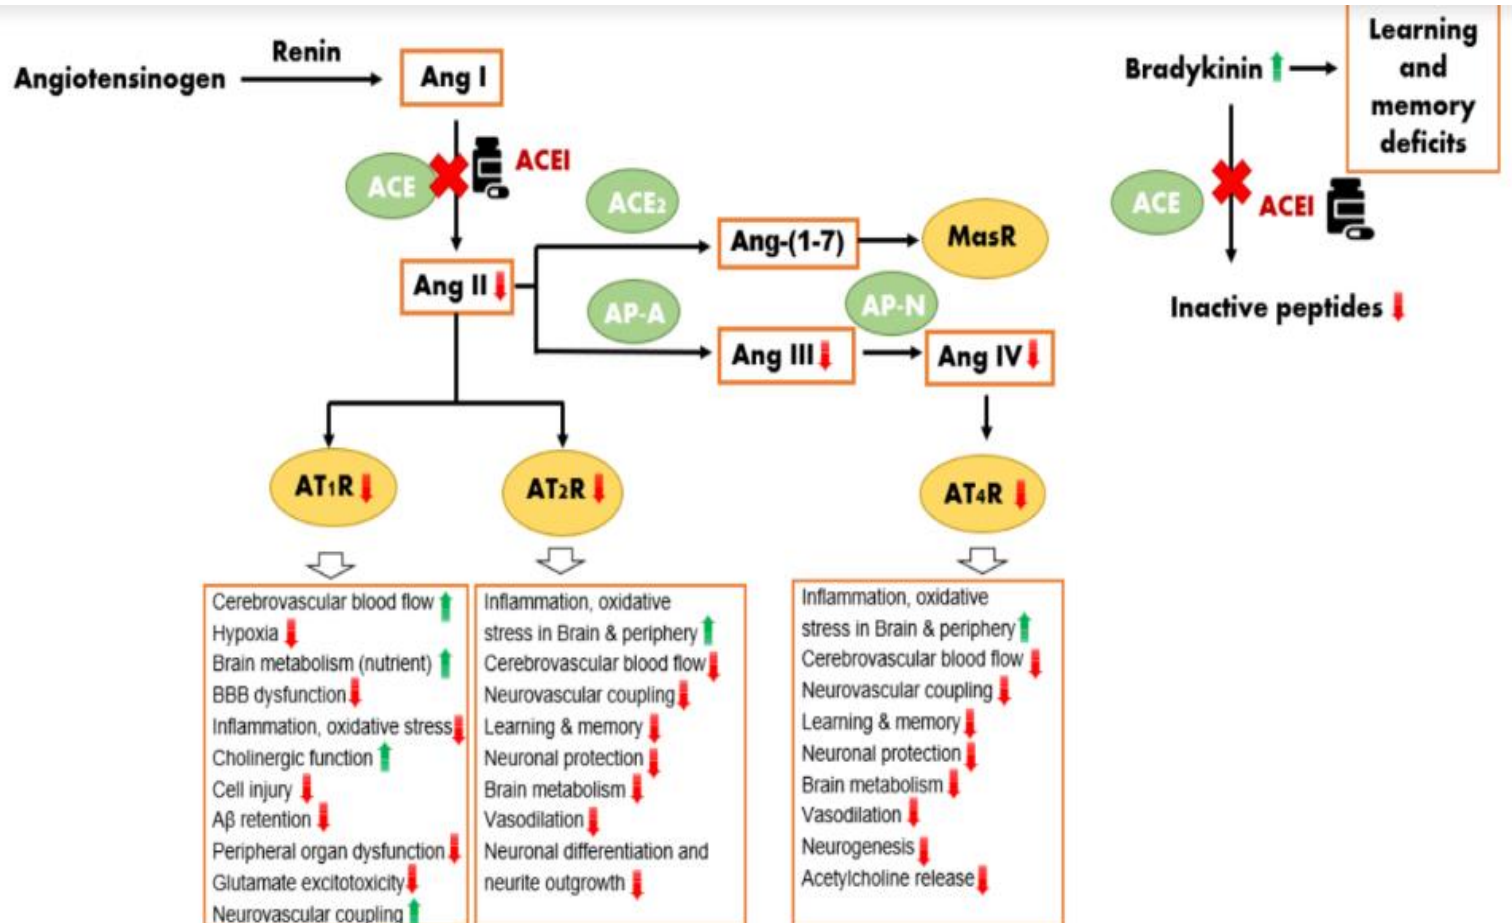 Angiotensinogen
Renin
Ang I
ACE
ACEI
Ang II
ACE2
Ang-(1-7)
MasR
AP-A
Ang III
AP-N
Ang IV
AT1R
AT2R
AT4R
Cerebrovascular blood flow
Hypoxia
Brain metabolism (nutrient)
BBB dysfunction
Inflammation, oxidative stress
Cholinergic function
Cell injury
Aβ retention
Peripheral organ dysfunction
Glutamate excitotoxicity
Neurovascular coupling
Inflammation, oxidative
stress in Brain & periphery
Cerebrovascular blood flow
Neurovascular coupling
Learning & memory
Neuronal protection
Brain metabolism
Vasodilation
Neuronal differentiation and
neurite outgrowth
Inflammation, oxidative
stress in Brain & periphery
Cerebrovascular blood flow
Neurovascular coupling
Learning & memory
Neuronal protection
Brain metabolism
Vasodilation
Neurogenesis
Acetylcholine release
Bradykinin
Learning
and
memory
deficits
ACE
ACEI
Inactive peptides